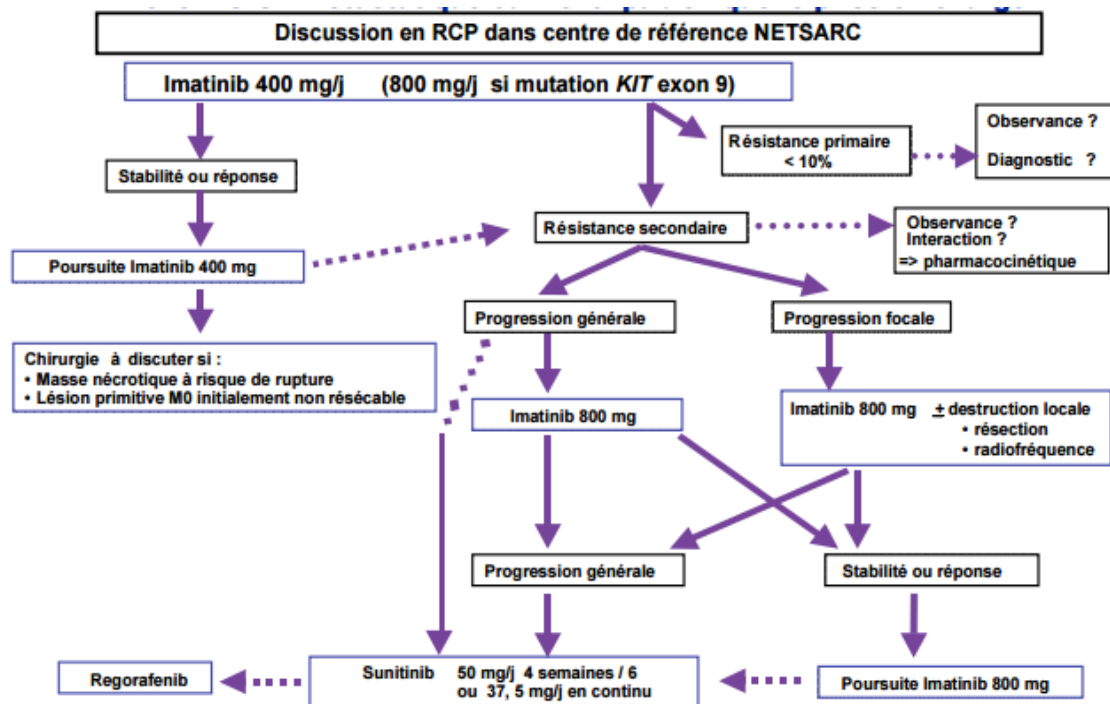 Discussion en RCP dans centre de référence NETSARC
Imatinib 400 mg/j (800 mg/j si mutation KIT exon 9)
Observance ?
Diagnostic ?
Résistance primaire
< 10%
Stabilité ou réponse
Résistance secondaire
Observance ?
Interaction ?
=> pharmacocinétique
Poursuite Imatinib 400 mg
Progression générale
Progression focale
Chirurgie à discuter si :
• Masse nécrotique à risque de rupture
• Lésion primitive M0 initialement non résécable
Imatinib 800 mg
Imatinib 800 mg ± destruction locale
• résection
• radiofréquence
Progression générale
Stabilité ou réponse
Regorafenib
Sunitinib 50 mg/j 4 semaines / 6
ou 37, 5 mg/j en continu
Poursuite Imatinib 800 mg